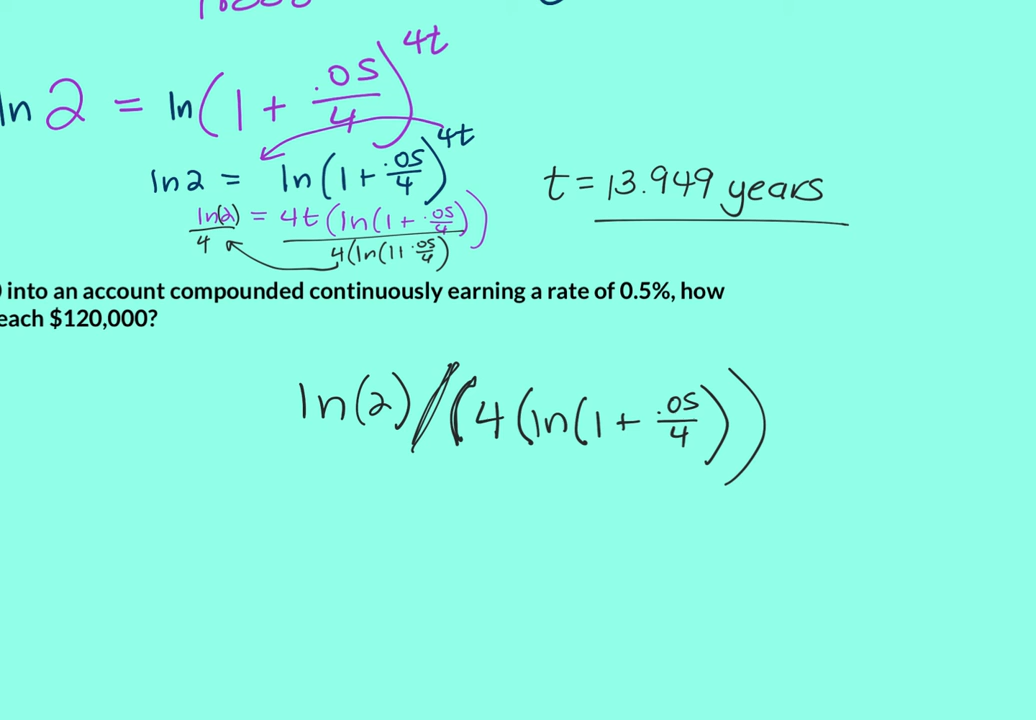 ln 2 = ln(1 + .05/4)^4t
ln 2 = ln(1 + .05/4)^4t
t = 13.949 years
ln(2)/4 = 4t(ln(1 + .05/4))/4(ln(1 + .05/4)
into an account compounded continuously earning a rate of 0.5%, how
each $120,000?
ln(2)/(4(ln(1 + .05/4))